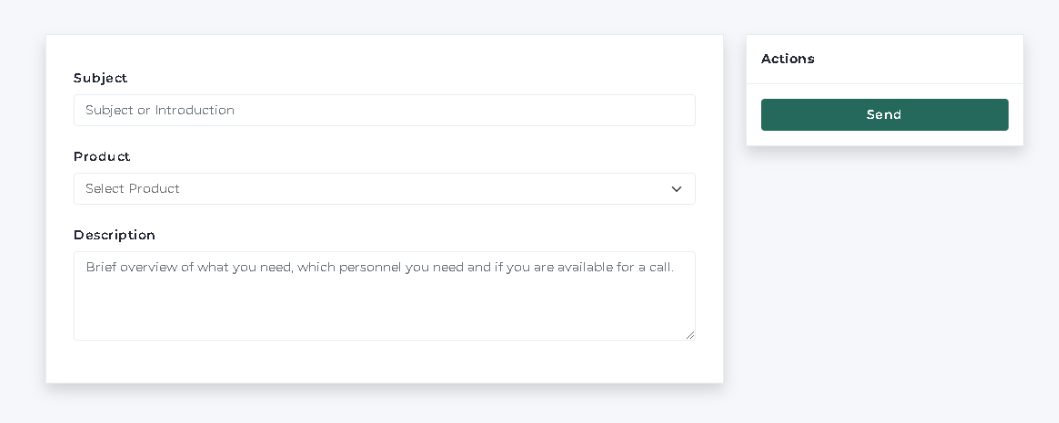 Subject
Subject or Introduction
Product
Select Product
Description
Brief overview of what you need, which personnel you need and if you are available for a call.
Actions
Send